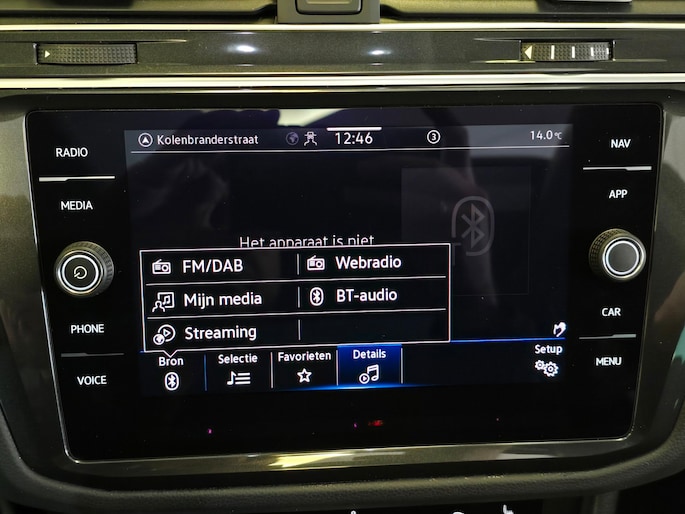 RADIO
MEDIA
PHONE
VOICE
Kolenbranderstraat
12:46
3
14.0°C
Het apparaat is niet
FM/DAB
Webradio
Mijn media
BT-audio
Streaming
Bron
Selectie
Favorieten
Details
Setup
NAV
APP
CAR
MENU